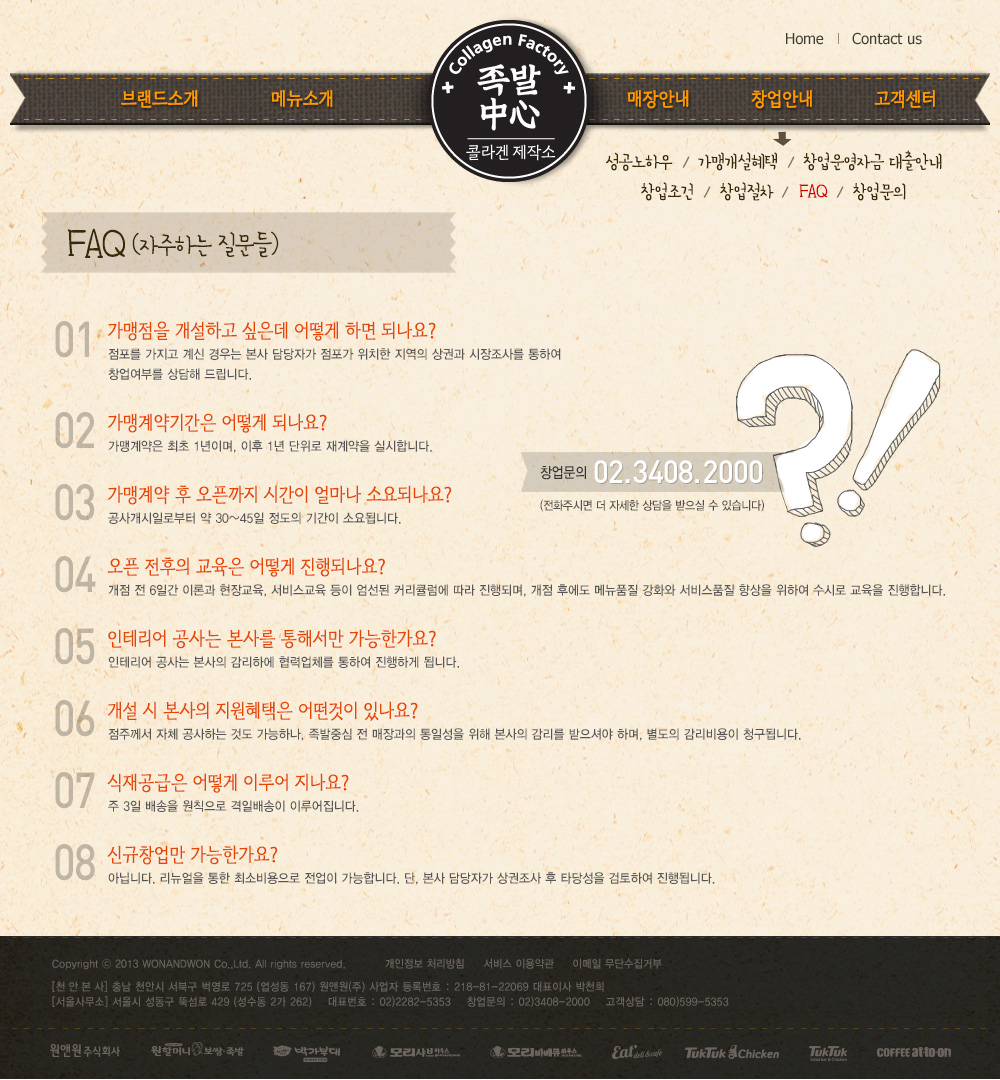 Home | Contact us
Collagen Factory
족발
中心
콜라겐 제작소
브랜드소개 메뉴소개 매장안내 창업안내 고객센터
성공노하우 / 가맹개설혜택 / 창업운영자금 대출안내
창업조건 / 창업절차 / FAQ / 창업문의
FAQ (자주하는 질문들)
01 가맹점을 개설하고 싶은데 어떻게 하면 되나요?
점포를 가지고 계신 경우는 본사 담당자가 점포가 위치한 지역의 상권과 시장조사를 통하여
창업여부를 상담해 드립니다.
02 가맹계약기간은 어떻게 되나요?
가맹계약은 최초 1년이며, 이후 1년 단위로 재계약을 실시합니다.
03 가맹계약 후 오픈까지 시간이 얼마나 소요되나요?
공사개시일로부터 약 30~45일 정도의 기간이 소요됩니다.
창업문의 02.3408.2000
(전화주시면 더 자세한 상담을 받으실 수 있습니다)
?!
04 오픈 전후의 교육은 어떻게 진행되나요?
개점 전 6일간 이론과 현장교육, 서비스교육 등이 엄선된 커리큘럼에 따라 진행되며, 개점 후에도 메뉴품질 강화와 서비스품질 향상을 위하여 수시로 교육을 진행합니다.
05 인테리어 공사는 본사를 통해서만 가능한가요?
인테리어 공사는 본사의 감리하에 협력업체를 통하여 진행하게 됩니다.
06 개설 시 본사의 지원혜택은 어떤것이 있나요?
점주께서 자체 공사하는 것도 가능하나, 족발중심 전 매장과의 통일성을 위해 본사의 감리를 받으셔야 하며, 별도의 감리비용이 청구됩니다.
07 식재공급은 어떻게 이루어 지나요?
주 3일 배송을 원칙으로 격일배송이 이루어집니다.
08 신규창업만 가능한가요?
아닙니다. 리뉴얼을 통한 최소비용으로 전업이 가능합니다. 단, 본사 담당자가 상권조사 후 타당성을 검토하여 진행됩니다.
Copyright ⓒ 2013 WONANDWON Co.,Ltd. All rights reserved. 개인정보 처리방침 서비스 이용약관 이메일 무단수집거부
[천 안 본 사] 충남 천안시 서북구 벅영로 725 (업성동 167) 원앤원(주) 사업자 등록번호 : 218-81-22069 대표이사 박천희
[서울사무소] 서울시 성동구 뚝섬로 429 (성수동 2가 262) 대표번호 : 02)2282-5353 창업문의 : 02)3408-2000 고객상담 : 080)599-5353
원앤원주식회사 원할머니보쌈·족발 박가부대 모리샤브하우스 모리바베큐하우스 Eat² deli & cafe TukTuk Chicken TukTuk COFFEE at to on